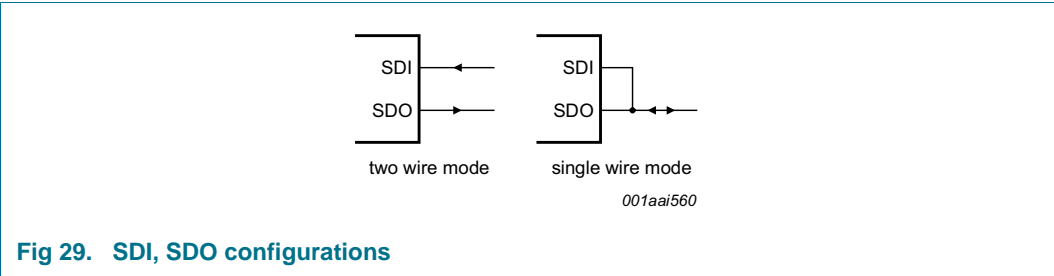 SDI
SDO
two wire mode
SDI
SDO
single wire mode
001aai560
Fig 29. SDI, SDO configurations